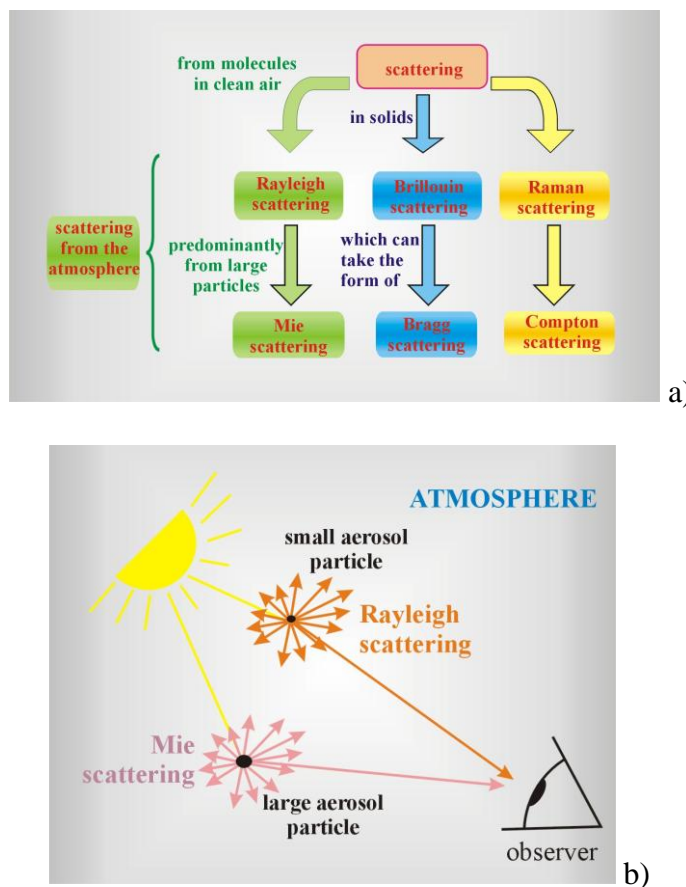 from molecules
in clean air
scattering
in solids
Rayleigh
scattering
Brillouin
scattering
Raman
scattering
scattering
from the
atmosphere
predominantly
from large
particles
which can
take the
form of
Mie
scattering
Bragg
scattering
Compton
scattering
a)
ATMOSPHERE
small aerosol
particle
Rayleigh
scattering
Mie
scattering
large aerosol
particle
observer
b)